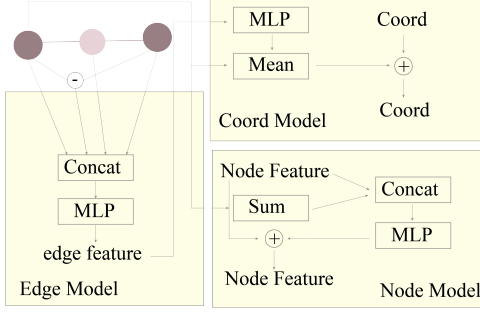 -
Concat
MLP
edge feature
Edge Model
MLP
Mean
Coord
+
Coord
Coord Model
Node Feature
Sum
Concat
+
MLP
Node Feature
Node Model